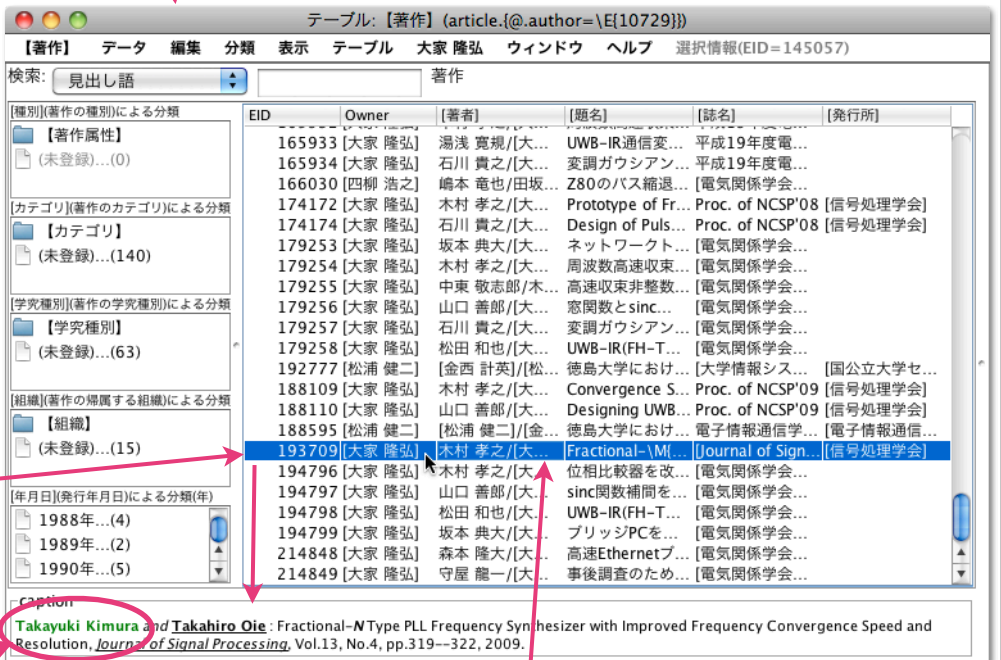 テーブル:【著作】(article.{@.author=\E{10729}})
【著作】 データ 編集 分類 表示 テーブル 大家 隆弘 ウィンドウ ヘルプ 選択情報(EID=145057)
検索: 見出し語 著作
[種別](著作の種別)による分類
【著作属性】
(未登録)...(0)
[カテゴリ](著作のカテゴリ)による分類
【カテゴリ】
(未登録)...(140)
[学究種別](著作の学究種別)による分類
【学究種別】
(未登録)...(63)
[組織](著作の帰属する組織)による分類
【組織】
(未登録)...(15)
[年月日](発行年月日)による分類(年)
1988年...(4)
1989年...(2)
1990年...(5)
EID Owner [著者] [題名] [誌名] [発行所]
165933 [大家 隆弘] 湯浅 寛規/[大... UWB-IR通信変... 平成19年度電...
165934 [大家 隆弘] 石川 貴之/[大... 変調ガウシアン... 平成19年度電...
166030 [四柳 浩之] 嶋本 竜也/田坂... Z80のバス縮退... [電気関係学会...
174172 [大家 隆弘] 木村 孝之/[大... Prototype of Fr... Proc. of NCSP'08 [信号処理学会]
174174 [大家 隆弘] 石川 貴之/[大... Design of Puls... Proc. of NCSP'08 [信号処理学会]
179253 [大家 隆弘] 坂本 典大/[大... ネットワークト... [電気関係学会...
179254 [大家 隆弘] 木村 孝之/[大... 周波数高速収束... [電気関係学会...
179255 [大家 隆弘] 中東 敬志郎/木... 高速収束非整数... [電気関係学会...
179256 [大家 隆弘] 山口 善郎/[大... 窓関数とsinc... [電気関係学会...
179257 [大家 隆弘] 石川 貴之/[大... 変調ガウシアン... [電気関係学会...
179258 [大家 隆弘] 松田 和也/[大... UWB-IR(FH-T... [電気関係学会...
192777 [松浦 健二] [金西 計英]/[松... 徳島大学におけ... [大学情報シス... [国公立大学セ...
188109 [大家 隆弘] 木村 孝之/[大... Convergence S... Proc. of NCSP'09 [信号処理学会]
188110 [大家 隆弘] 山口 善郎/[大... Designing UWB... Proc. of NCSP'09 [信号処理学会]
188595 [松浦 健二] [松浦 健二]/[金... 徳島大学におけ... 電子情報通信学... [電子情報通信...
193709 [大家 隆弘] 木村 孝之/[大... Fractional-\M{... [Journal of Sign... [信号処理学会]
194796 [大家 隆弘] 木村 孝之/[大... 位相比較器を改... [電気関係学会...
194797 [大家 隆弘] 山口 善郎/[大... sinc関数補間を... [電気関係学会...
194798 [大家 隆弘] 松田 和也/[大... UWB-IR(FH-T... [電気関係学会...
194799 [大家 隆弘] 坂本 典大/[大... ブリッジPCを... [電気関係学会...
214848 [大家 隆弘] 森本 隆大/[大... 高速Ethernetブ... [電気関係学会...
214849 [大家 隆弘] 守屋 龍一/[大... 事後調査のため... [電気関係学会...
caption
Takayuki Kimura and Takahiro Oie : Fractional-N Type PLL Frequency Synthesizer with Improved Frequency Convergence Speed and
Resolution, Journal of Signal Processing, Vol.13, No.4, pp.319--322, 2009.